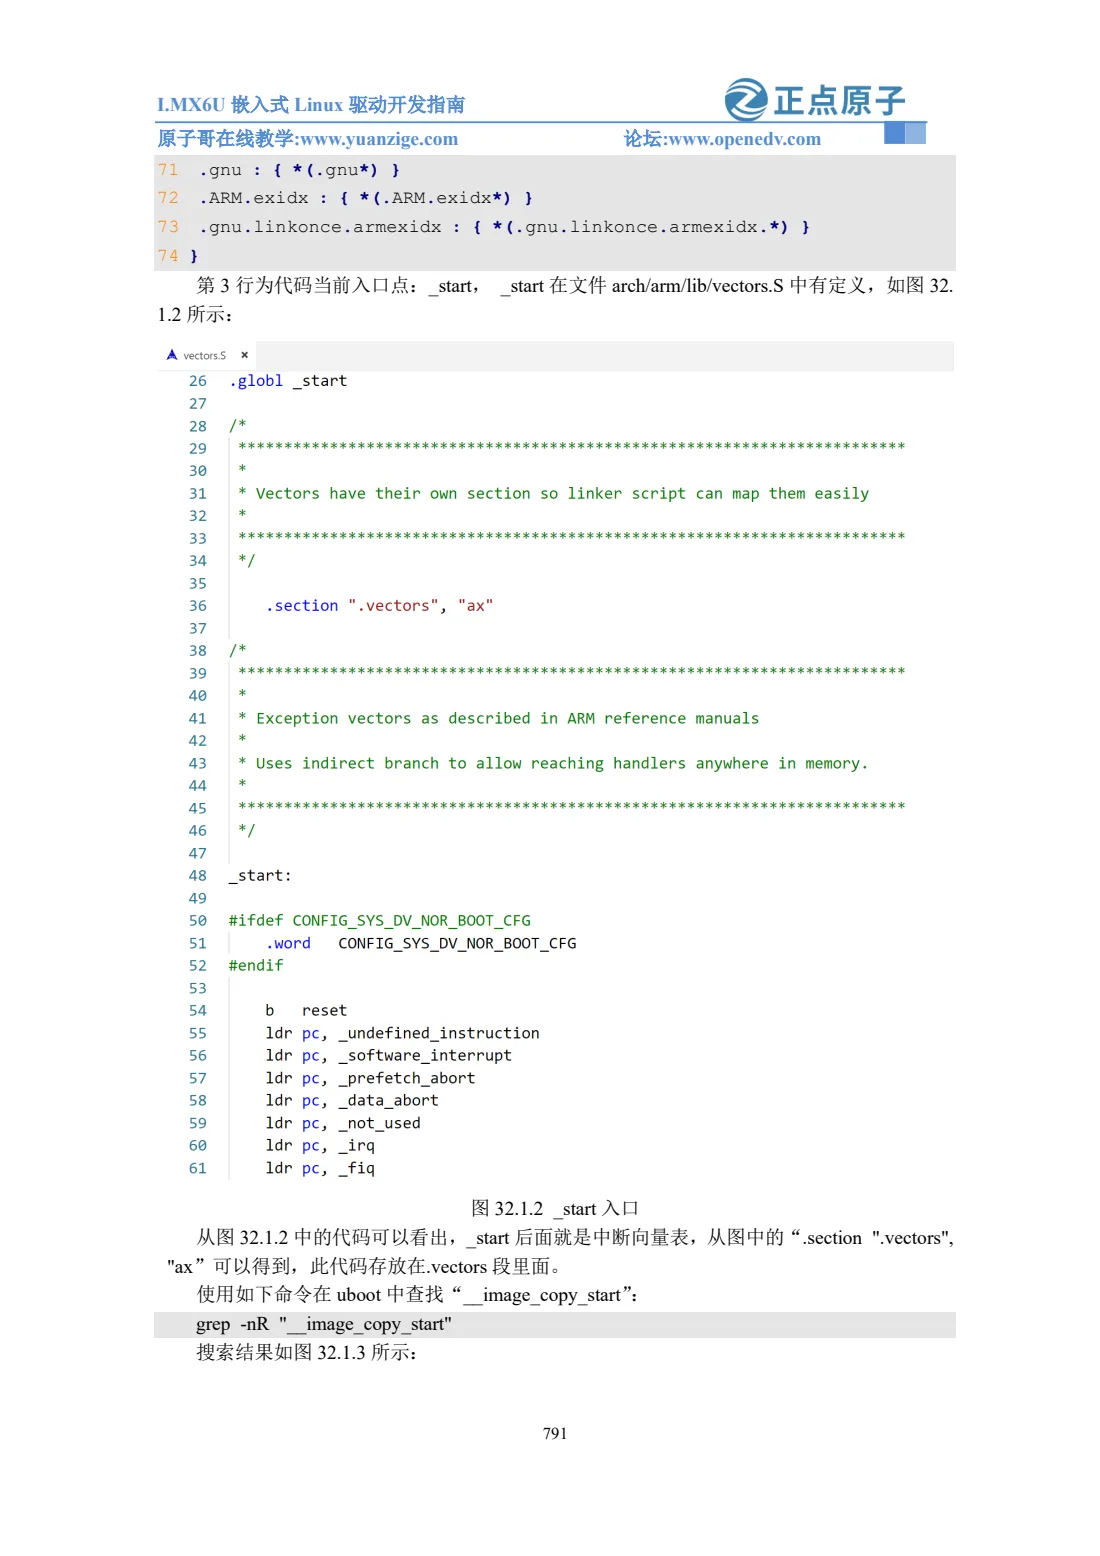 I.MX6U 嵌入式 Linux 驱动开发指南
正点原子
原子哥在线教学:www.yuanzige.com 论坛:www.openedv.com
71 .gnu : { *(.gnu*) }
72 .ARM.exidx : { *(.ARM.exidx*) }
73 .gnu.linkonce.armexidx : { *(.gnu.linkonce.armexidx.*) }
74 }
第 3 行为代码当前入口点：_start， _start 在文件 arch/arm/lib/vectors.S 中有定义，如图 32.
1.2 所示：
vectors.S ×
26 .globl _start
27
28 /*
29 *************************************************************************
30 *
31 * Vectors have their own section so linker script can map them easily
32 *
33 *************************************************************************
34 */
35
36 .section ".vectors", "ax"
37
38 /*
39 *************************************************************************
40 *
41 * Exception vectors as described in ARM reference manuals
42 *
43 * Uses indirect branch to allow reaching handlers anywhere in memory.
44 *
45 *************************************************************************
46 */
47
48 _start:
49
50 #ifdef CONFIG_SYS_DV_NOR_BOOT_CFG
51 .word CONFIG_SYS_DV_NOR_BOOT_CFG
52 #endif
53
54 b reset
55 ldr pc, _undefined_instruction
56 ldr pc, _software_interrupt
57 ldr pc, _prefetch_abort
58 ldr pc, _data_abort
59 ldr pc, _not_used
60 ldr pc, _irq
61 ldr pc, _fiq
图 32.1.2 _start 入口
从图 32.1.2 中的代码可以看出，_start 后面就是中断向量表，从图中的“.section ".vectors",
"ax”可以得到，此代码存放在.vectors 段里面。
使用如下命令在 uboot 中查找“__image_copy_start”：
grep -nR "__image_copy_start"
搜索结果如图 32.1.3 所示：
791